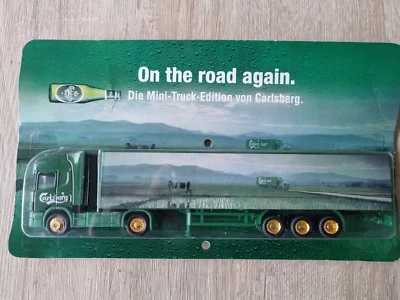 On the road again.
Die Mini-Truck-Edition von Carlsberg.
Carlsberg